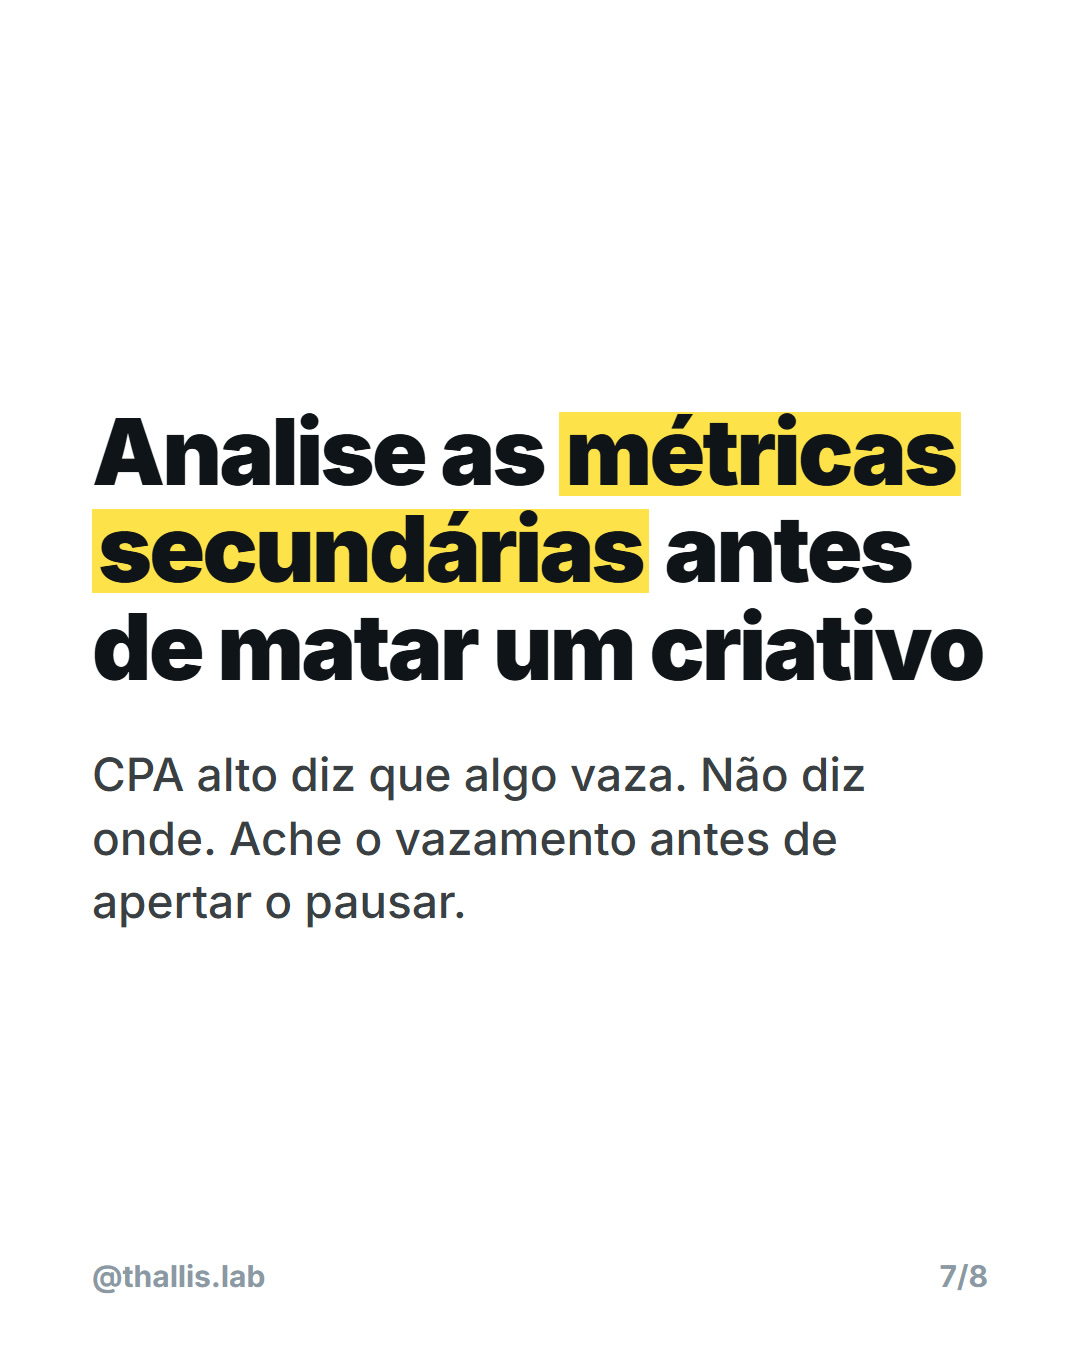 Analise as métricas
secundárias antes
de matar um criativo
CPA alto diz que algo vaza. Não diz
onde. Ache o vazamento antes de
apertar o pausar.
@thallis.lab
7/8